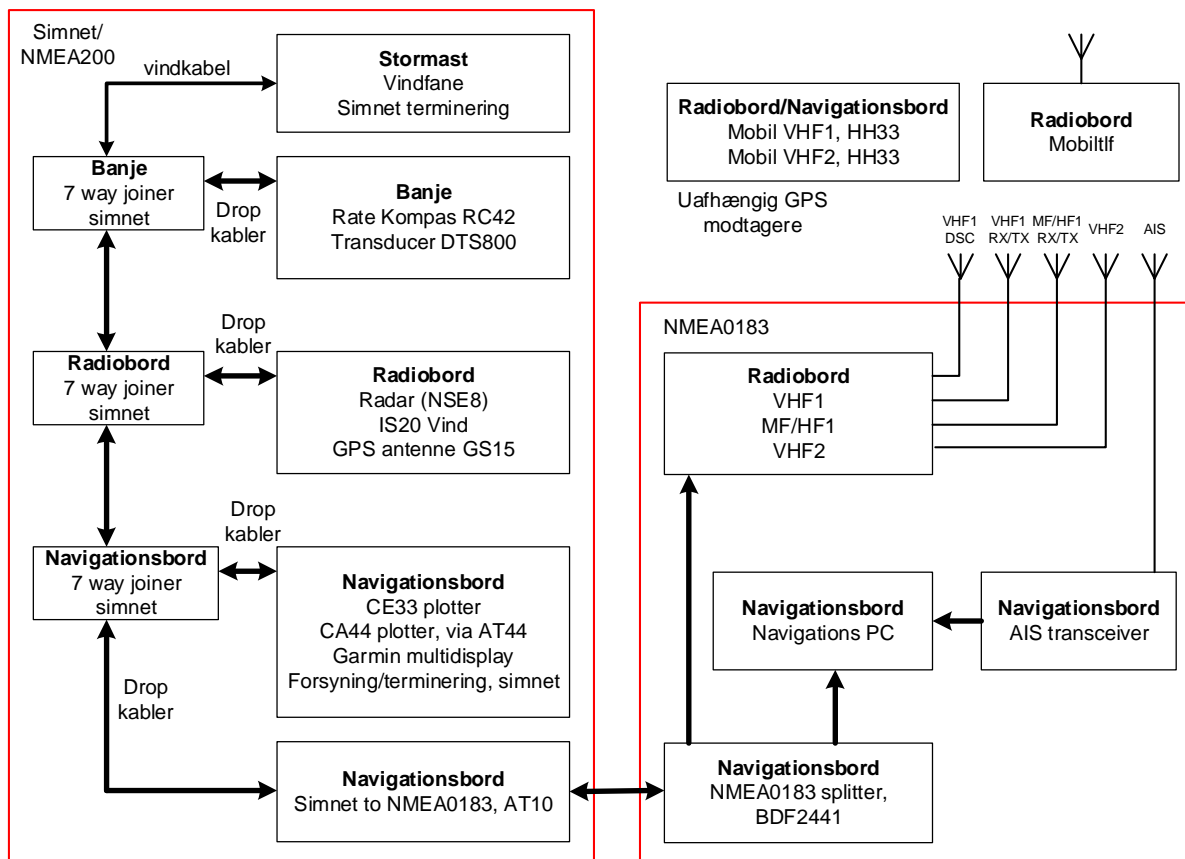 Simnet/
NMEA200
vindkabel
Stormast
Vindfane
Simnet terminering
Banje
7 way joiner
simnet
Drop
kabler
Banje
Rate Kompas RC42
Transducer DTS800
Radiobord
7 way joiner
simnet
Drop
kabler
Radiobord
Radar (NSE8)
IS20 Vind
GPS antenne GS15
Navigationsbord
7 way joiner
simnet
Drop
kabler
Navigationsbord
CE33 plotter
CA44 plotter, via AT44
Garmin multidisplay
Forsyning/terminering, simnet
Drop
kabler
Navigationsbord
Simnet to NMEA0183, AT10
Radiobord/Navigationsbord
Mobil VHF1, HH33
Mobil VHF2, HH33
Uafhængig GPS
modtagere
Radiobord
Mobiltlf
VHF1
DSC
VHF1
RX/TX
MF/HF1
RX/TX
VHF2
AIS
NMEA0183
Radiobord
VHF1
MF/HF1
VHF2
Navigationsbord
Navigations PC
Navigationsbord
AIS transceiver
Navigationsbord
NMEA0183 splitter,
BDF2441